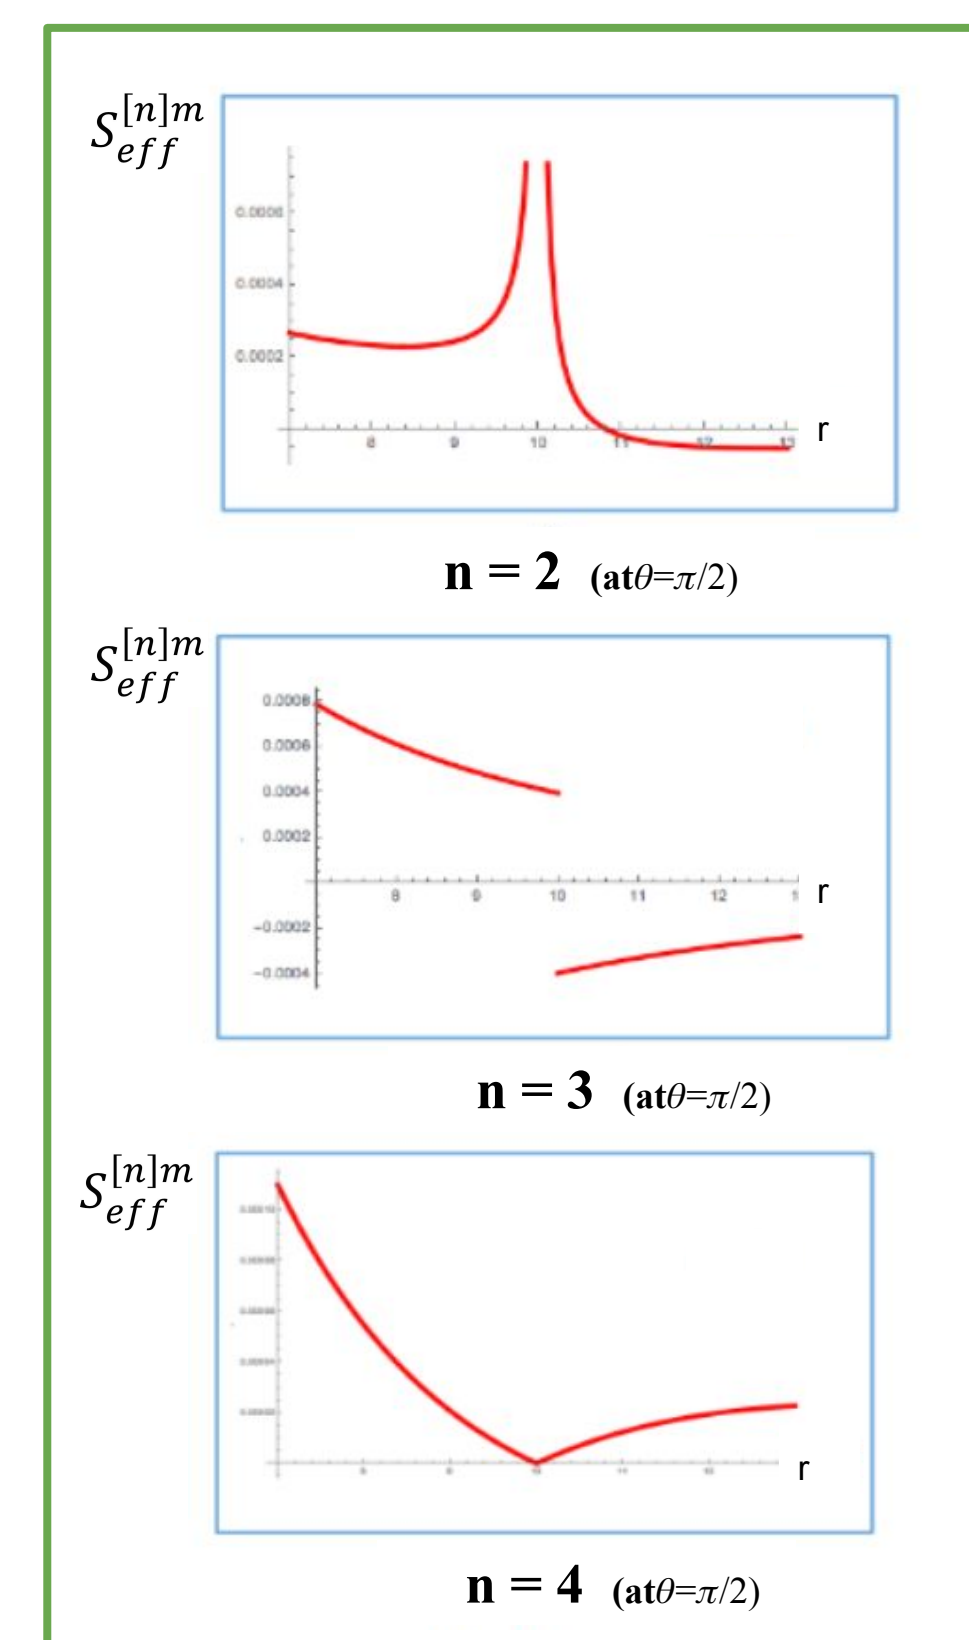 S_{eff}^{[n]m}
0.0006
0.0004
0.0002
8 9 10 11 12 13 r
n = 2 (atθ=π/2)
S_{eff}^{[n]m}
0.0008
0.0006
0.0004
0.0002
8 9 10 11 12 1 r
-0.0002
-0.0004
n = 3 (atθ=π/2)
S_{eff}^{[n]m}
r
n = 4 (atθ=π/2)